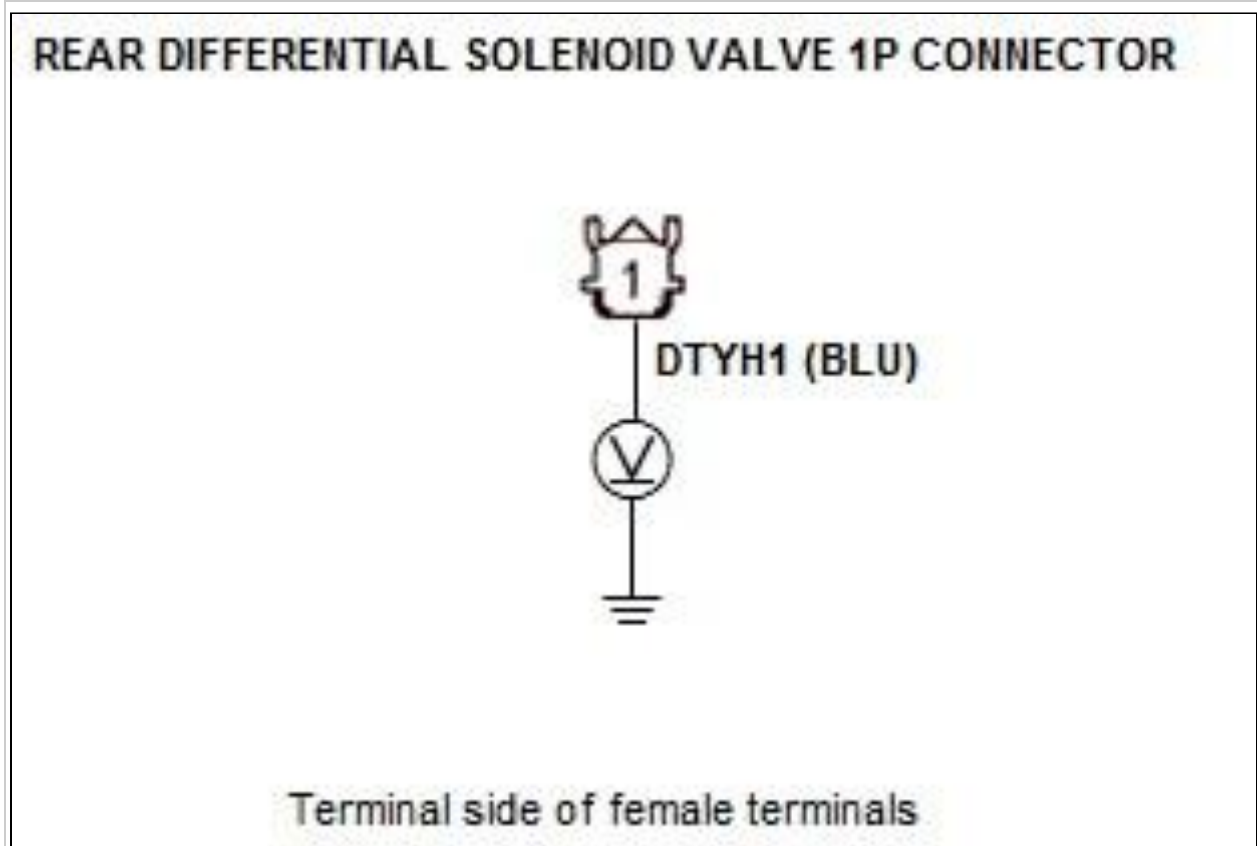 REAR DIFFERENTIAL SOLENOID VALVE 1P CONNECTOR
1
DTYH1 (BLU)
V
Terminal side of female terminals